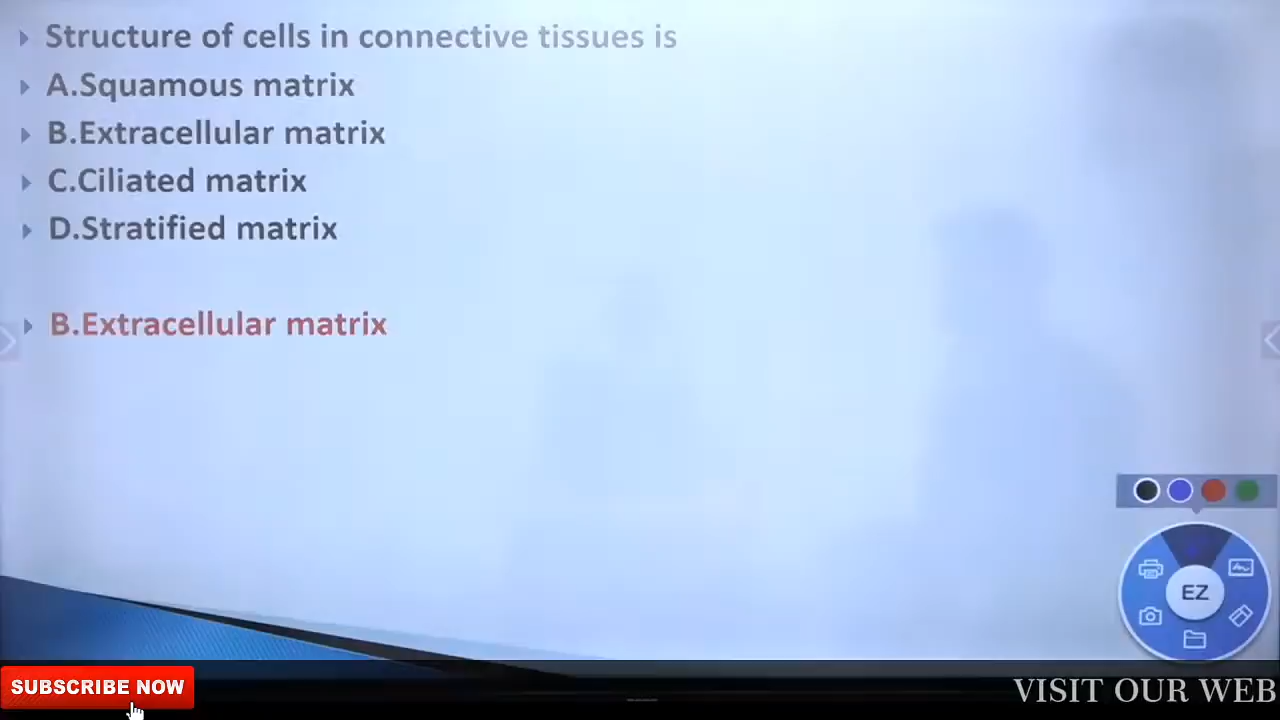 Structure of cells in connective tissues is
A.Squamous matrix
B.Extracellular matrix
C.Ciliated matrix
D.Stratified matrix
B.Extracellular matrix
EZ
SUBSCRIBE NOW
VISIT OUR WEB